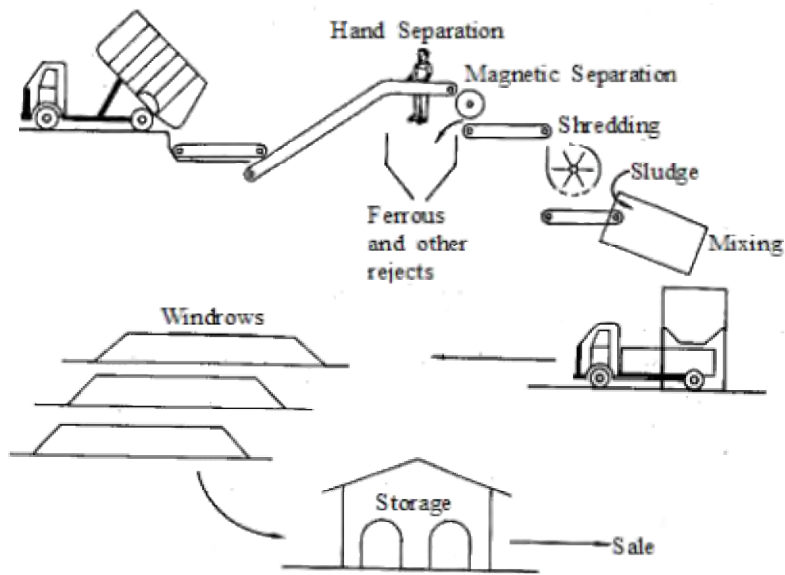 Hand Separation
Magnetic Separation
Shredding
Sludge
Ferrous
and other
rejects
Mixing
Windrows
Storage
Sale